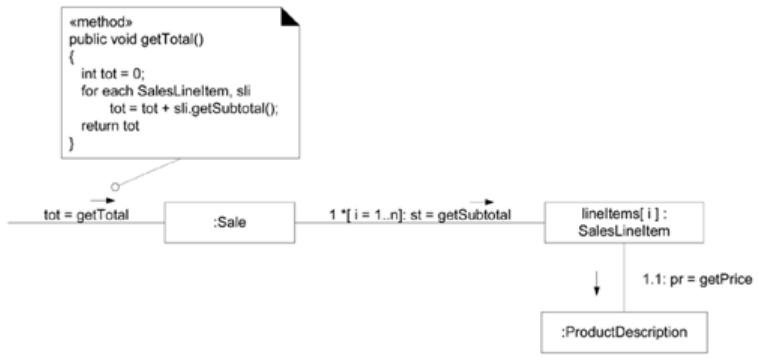 «method»
public void getTotal()
{
int tot = 0;
for each SalesLineItem, sli
tot = tot + sli.getSubtotal();
return tot
}
tot = getTotal
:Sale
1 *[ i = 1..n]: st = getSubtotal
lineItems[ i ] :
SalesLineItem
1.1: pr = getPrice
:ProductDescription